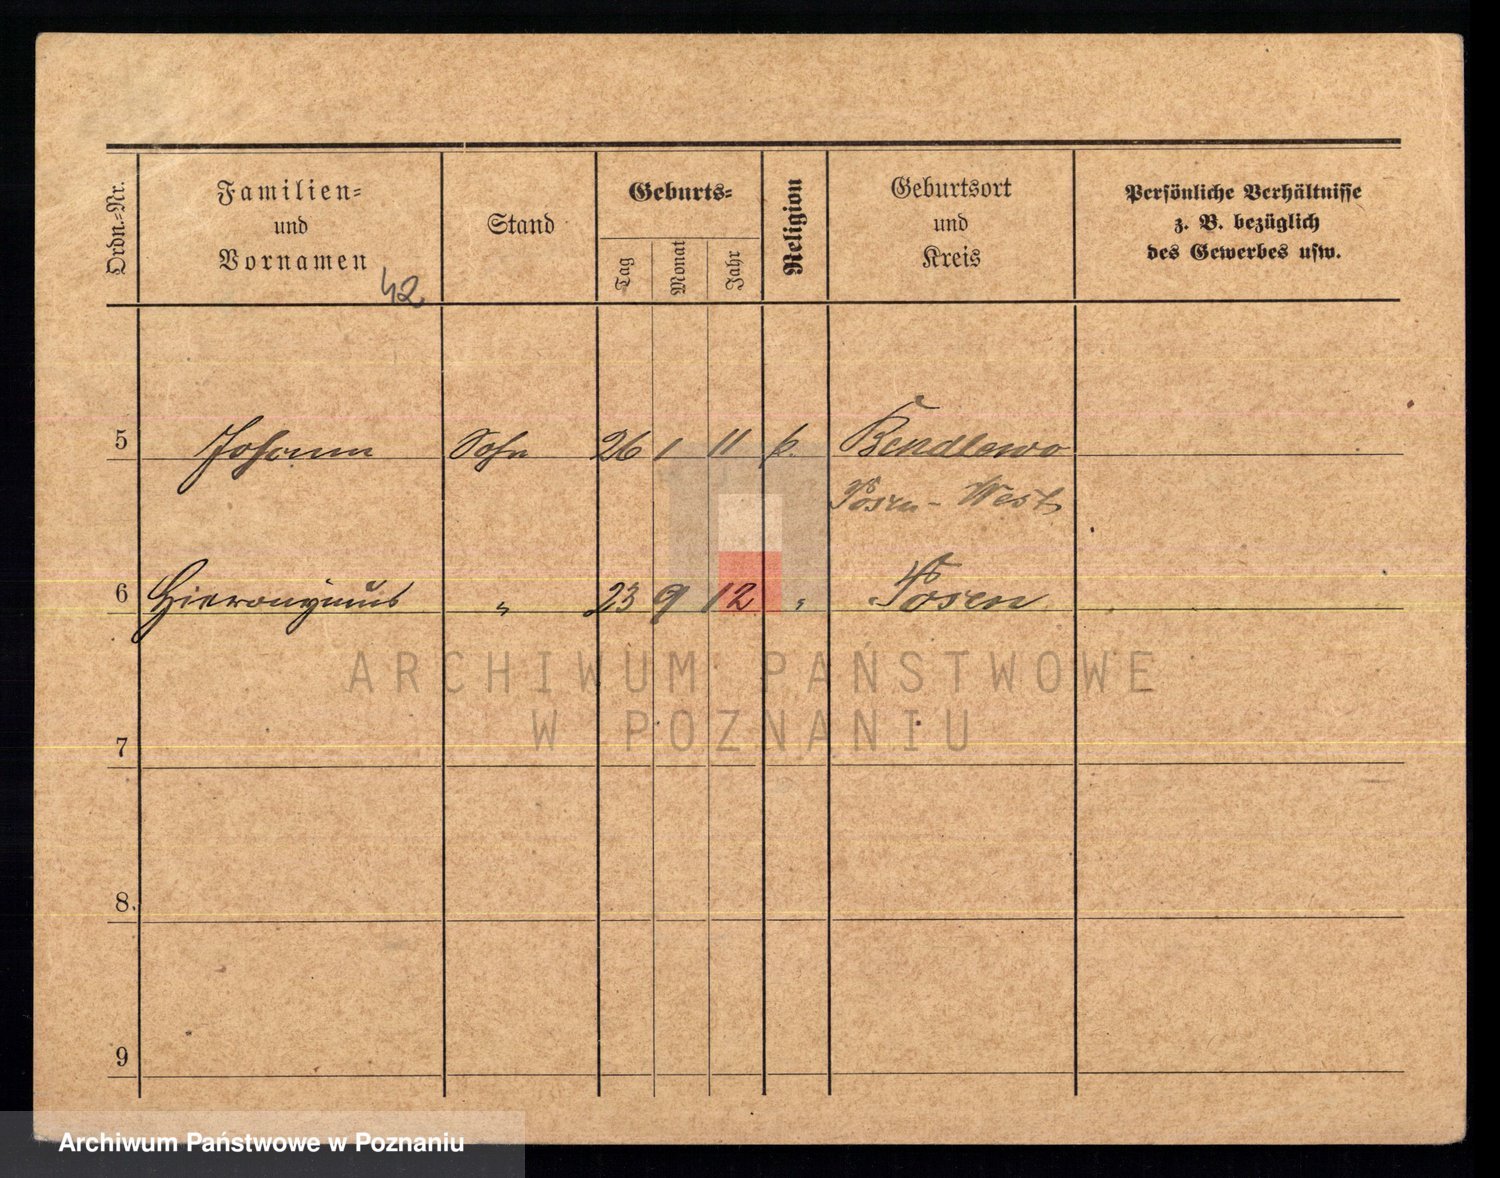 Ordn.=Nr.
Familien=
und
Vornamen
42
Stand
Geburts=
Tag
Monat
Jahr
Religion
Geburtsort
und
Kreis
Persönliche Verhältnisse
z. B. bezüglich
des Gewerbes usw.
5 Johann Sohn 26 1 11 k. Bendlewo
Posen - West
6 Hieronÿmus " 23 9 12 " Posen
ARCHIWUM PAŃSTWOWE
W POZNANIU
7
8.
9
Archiwum Państwowe w Poznaniu